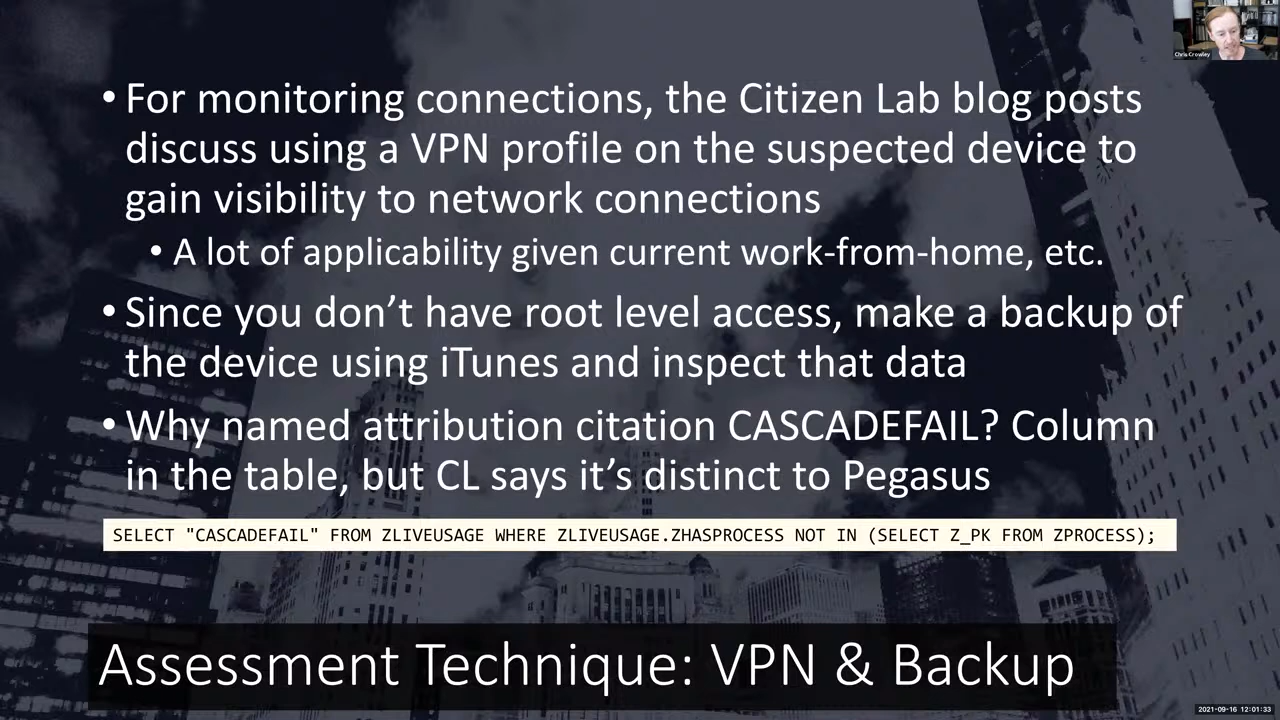 Chris Crowley
• For monitoring connections, the Citizen Lab blog posts
discuss using a VPN profile on the suspected device to
gain visibility to network connections
• A lot of applicability given current work-from-home, etc.
• Since you don’t have root level access, make a backup of
the device using iTunes and inspect that data
• Why named attribution citation CASCADEFAIL? Column
in the table, but CL says it’s distinct to Pegasus
SELECT "CASCADEFAIL" FROM ZLIVEUSAGE WHERE ZLIVEUSAGE.ZHASPROCESS NOT IN (SELECT Z_PK FROM ZPROCESS);
Assessment Technique: VPN & Backup
2021-09-16 12:01:33